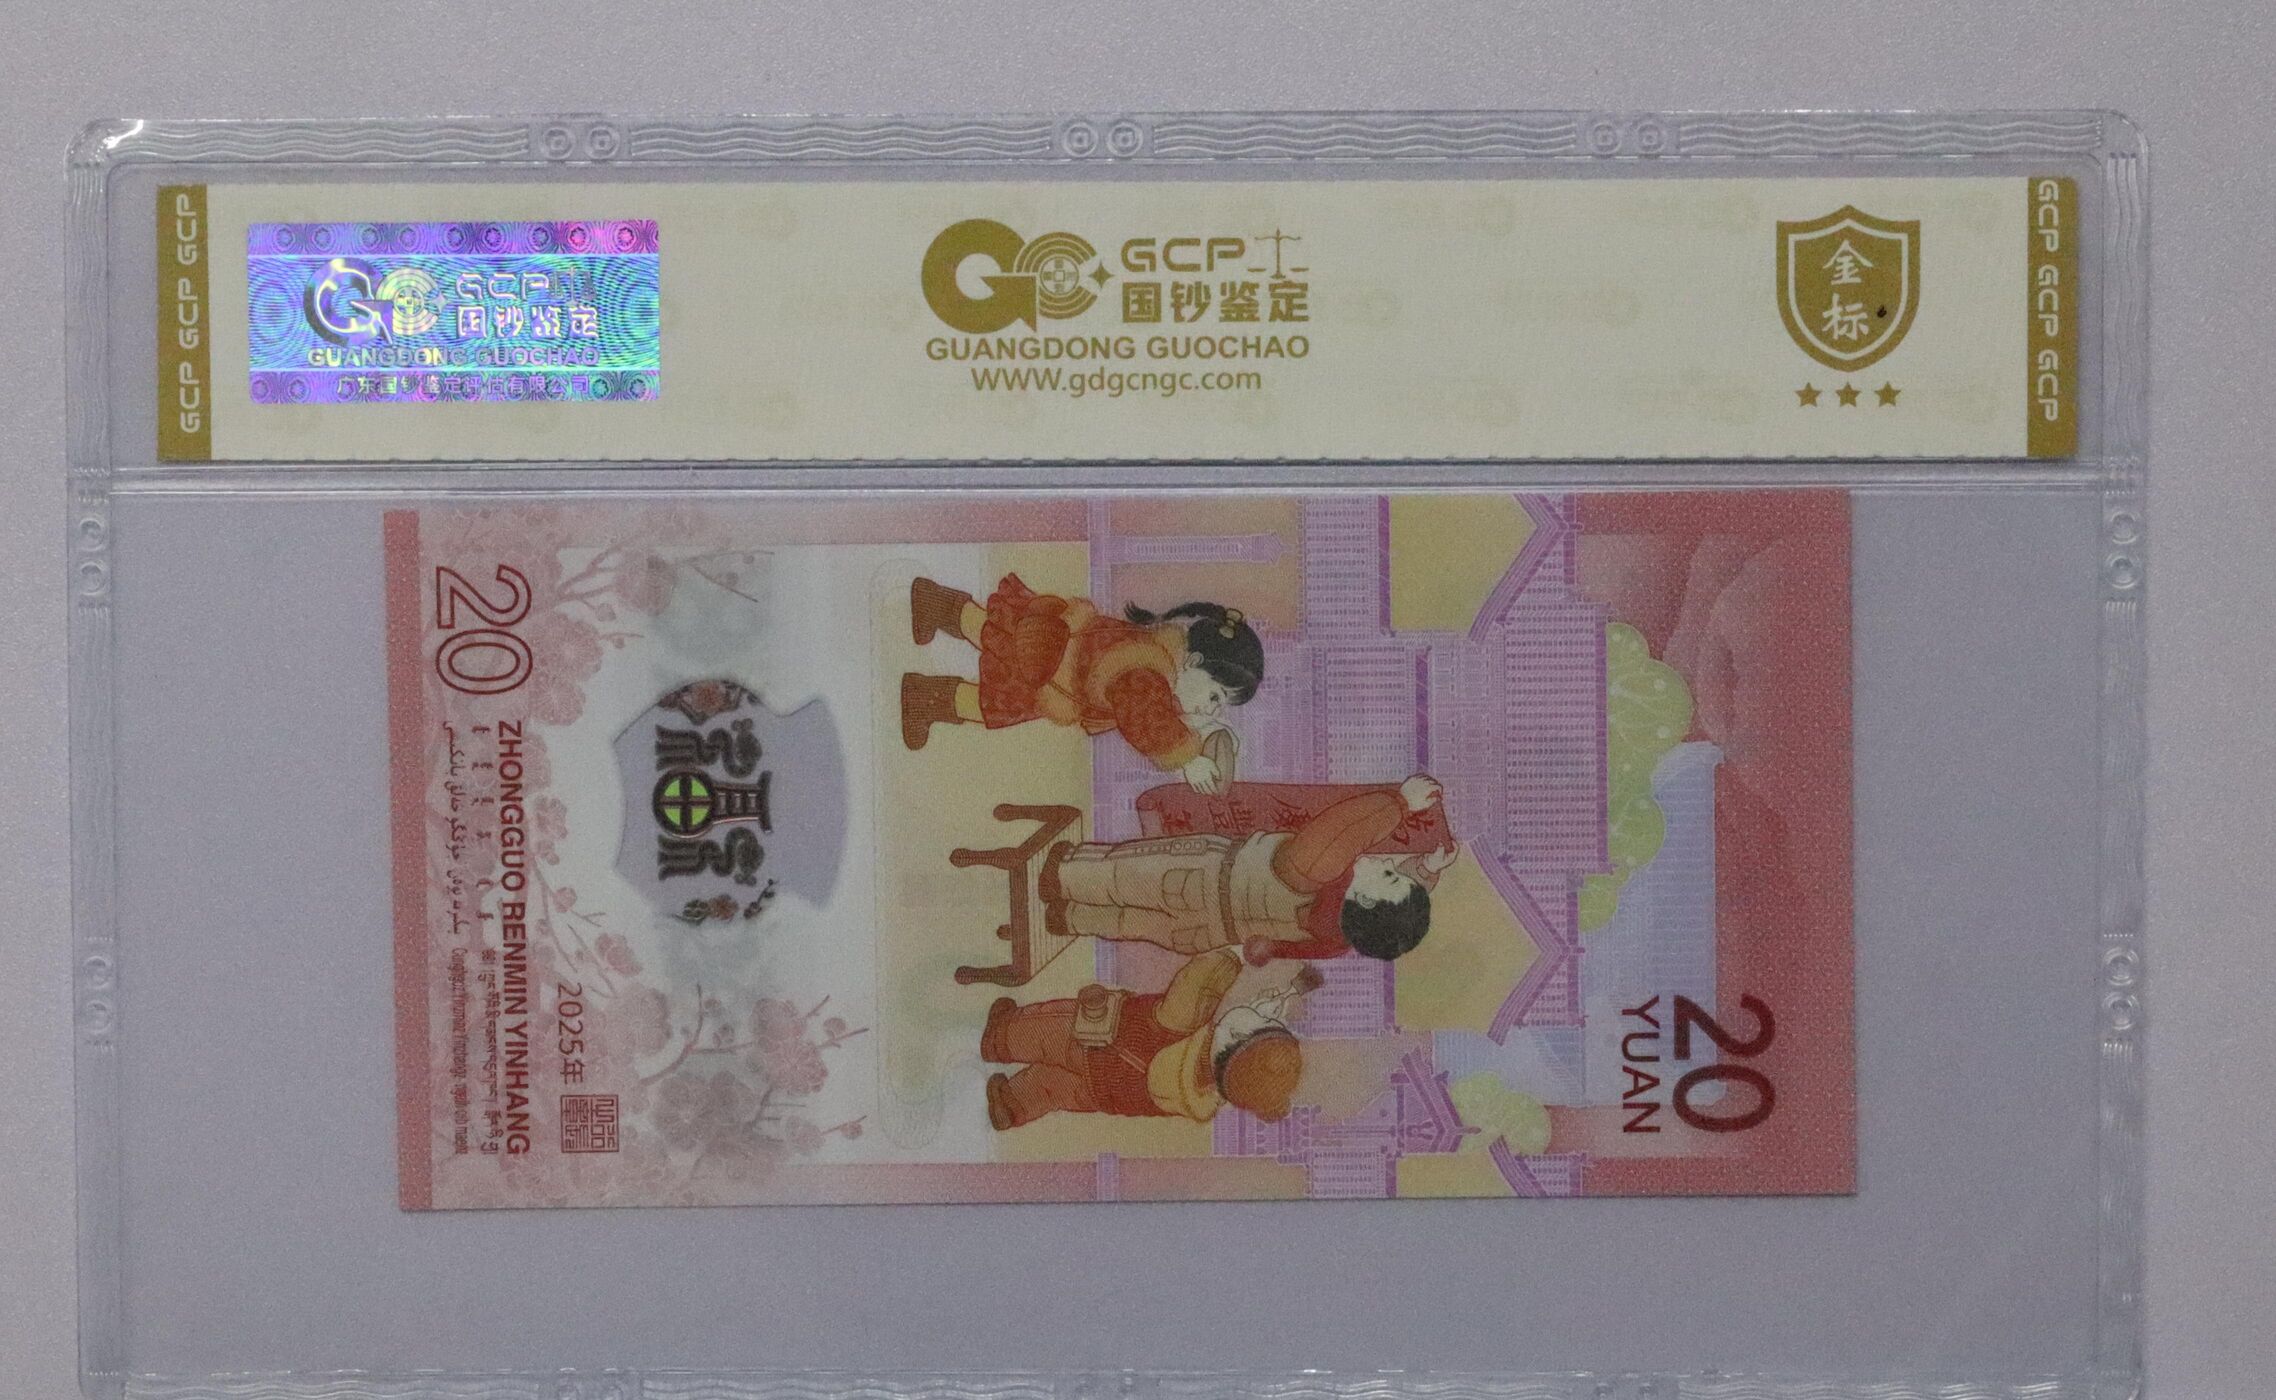 GCP GCP GCP
GCP
国钞鉴定
GUANGDONG GUOCHAO
广东国钞鉴定评估有限公司
GCP
国钞鉴定
GUANGDONG GUOCHAO
WWW.gdgcngc.com
金标
GCP GCP GCP
20
YUAN
20
ZHONGGUO RENMIN YINHANG
2025年